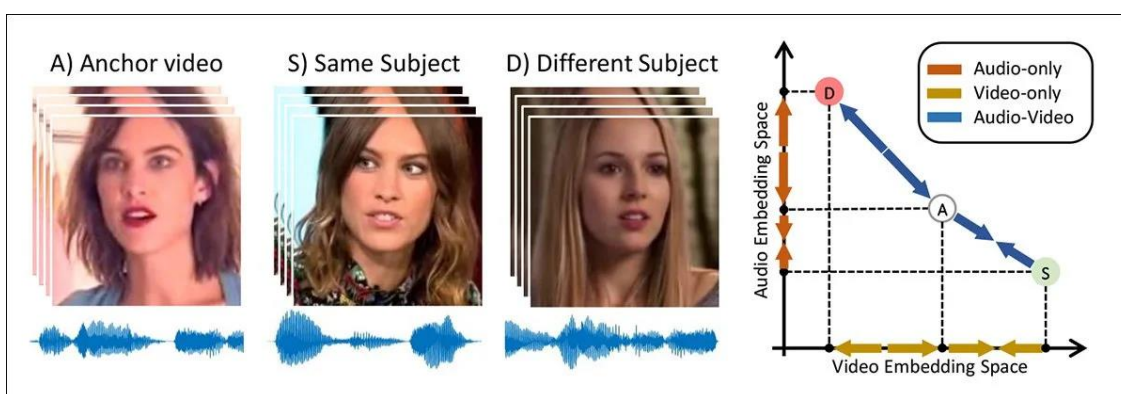 A) Anchor video
S) Same Subject
D) Different Subject
Audio-only
Video-only
Audio-Video
Audio Embedding Space
D
A
S
Video Embedding Space